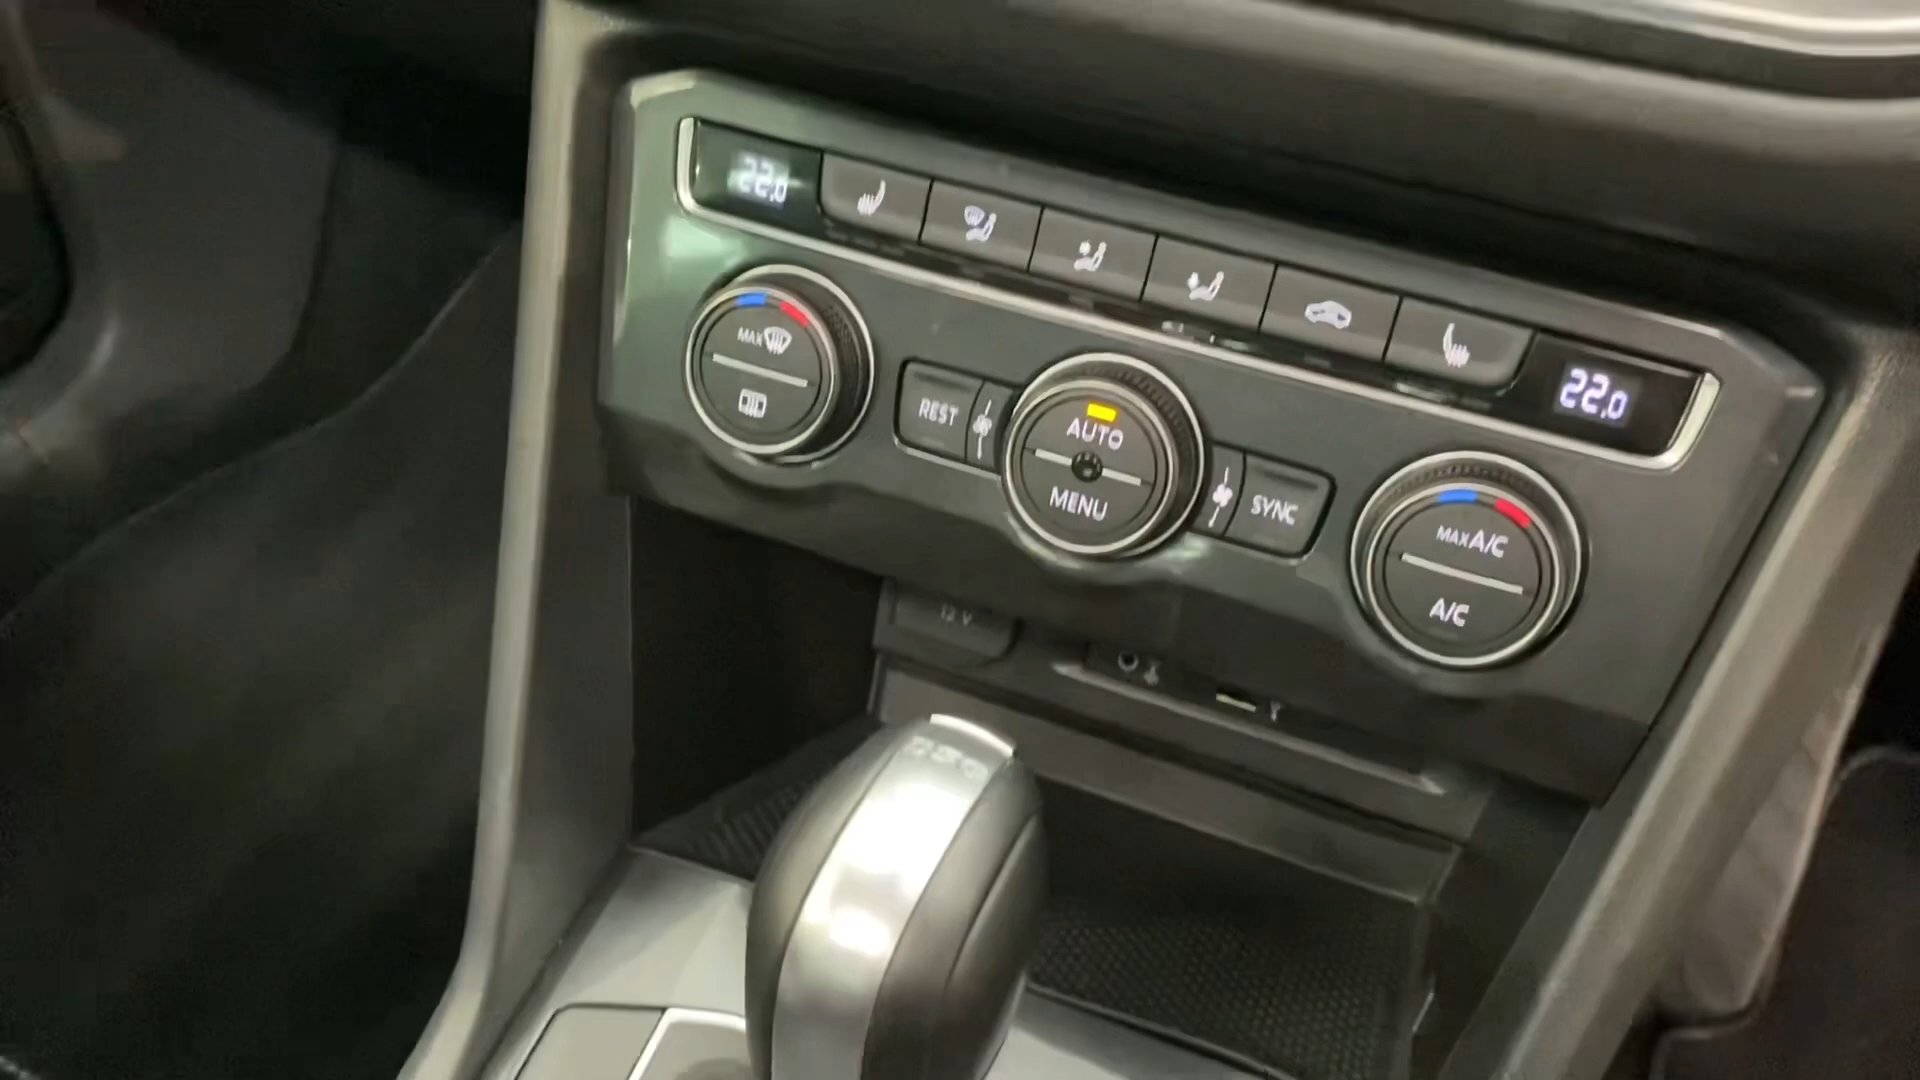 22.0
22.0
MAX
REST
AUTO
MENU
SYNC
MAX A/C
A/C
12 V